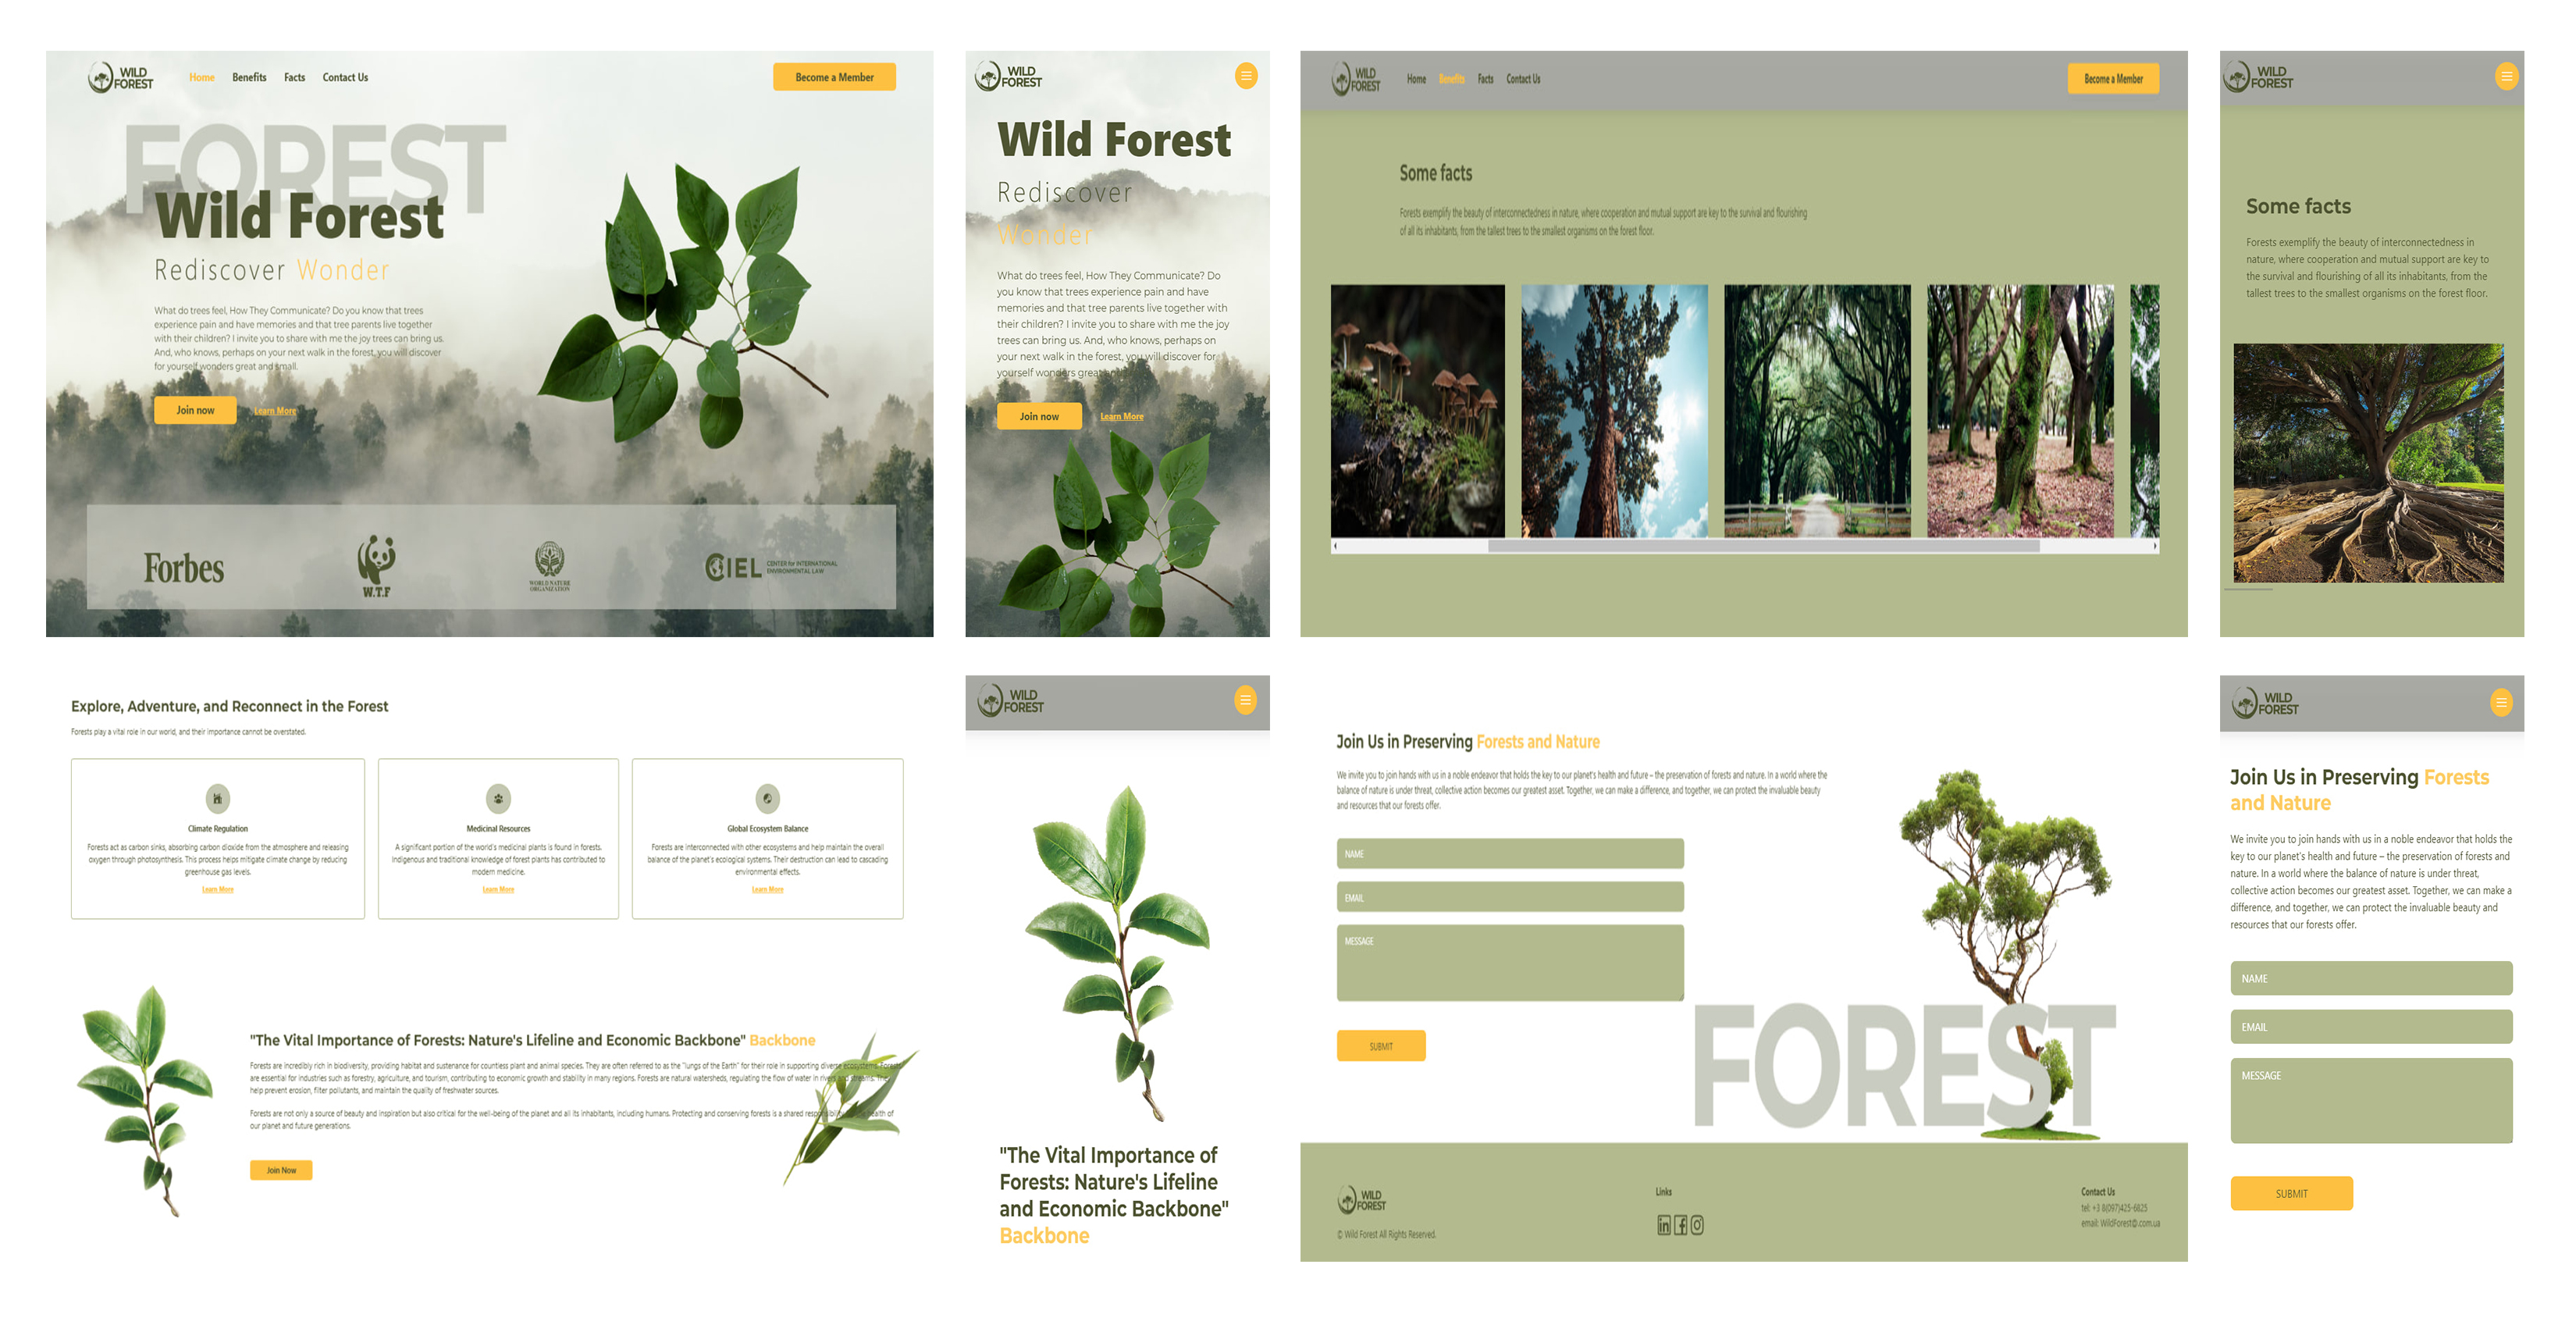 WILD
FOREST
Home Benefits Facts Contact Us
Become a Member
FOREST
Wild Forest
Rediscover Wonder
What do trees feel, How They Communicate? Do you know that trees
experience pain and have memories and that tree parents live together
with their children? I invite you to share with me the joy trees can bring us.
And, who knows, perhaps on your next walk in the forest, you will discover
for yourself wonders great and small.
Join now Learn More
Forbes
W.T.F
WORLD NATURE
ORGANIZATION
CIEL CENTER for INTERNATIONAL
ENVIRONMENTAL LAW
WILD
FOREST
Wild Forest
Rediscover
Wonder
What do trees feel, How They Communicate? Do
you know that trees experience pain and have
memories and that tree parents live together with
their children? I invite you to share with me the joy
trees can bring us. And, who knows, perhaps on
your next walk in the forest, you will discover for
yourself wonders great
Join now Learn More
WILD
FOREST
Home Benefits Facts Contact Us
Become a Member
Some facts
Forests exemplify the beauty of interconnectedness in nature, where cooperation and mutual support are key to the survival and flourishing
of all its inhabitants, from the tallest trees to the smallest organisms on the forest floor.
WILD
FOREST
Some facts
Forests exemplify the beauty of interconnectedness in
nature, where cooperation and mutual support are key to
the survival and flourishing of all its inhabitants, from the
tallest trees to the smallest organisms on the forest floor.
Explore, Adventure, and Reconnect in the Forest
Forests play a vital role in our world, and their importance cannot be overstated.
Climate Regulation
Forests act as carbon sinks, absorbing carbon dioxide from the atmosphere and releasing
oxygen through photosynthesis. This process helps mitigate climate change by reducing
greenhouse gas levels.
Learn More
Medicinal Resources
A significant portion of the world's medicinal plants is found in forests.
Indigenous and traditional knowledge of forest plants has contributed to
modern medicine.
Learn More
Global Ecosystem Balance
Forests are interconnected with other ecosystems and help maintain the overall
balance of the planet's ecological systems. Their destruction can lead to cascading
environmental effects.
Learn More
"The Vital Importance of Forests: Nature's Lifeline and Economic Backbone" Backbone
Forests are incredibly rich in biodiversity, providing habitat and sustenance for countless plant and animal species. They are often referred to as the "lungs of the Earth" for their role in supporting diverse ecosystems. Forests
are essential for industries such as forestry, agriculture, and tourism, contributing to economic growth and stability in many regions. Forests are natural watersheds, regulating the flow of water in rivers and streams. They
help prevent erosion, filter pollutants, and maintain the quality of freshwater sources.
Forests are not only a source of beauty and inspiration but also critical for the well-being of the planet and all its inhabitants, including humans. Protecting and conserving forests is a shared responsibility health of
our planet and future generations.
Join Now
WILD
FOREST
"The Vital Importance of
Forests: Nature's Lifeline
and Economic Backbone"
Backbone
Join Us in Preserving Forests and Nature
We invite you to join hands with us in a noble endeavor that holds the key to our planet's health and future – the preservation of forests and nature. In a world where the
balance of nature is under threat, collective action becomes our greatest asset. Together, we can make a difference, and together, we can protect the invaluable beauty
and resources that our forests offer.
NAME
EMAIL
MESSAGE
SUBMIT
FOREST
WILD
FOREST
© Wild Forest All Rights Reserved.
Links
Contact Us
tel: +3 8(097)425-6825
email: WildForest@.com.ua
WILD
FOREST
Join Us in Preserving Forests
and Nature
We invite you to join hands with us in a noble endeavor that holds the
key to our planet's health and future – the preservation of forests and
nature. In a world where the balance of nature is under threat,
collective action becomes our greatest asset. Together, we can make a
difference, and together, we can protect the invaluable beauty and
resources that our forests offer.
NAME
EMAIL
MESSAGE
SUBMIT